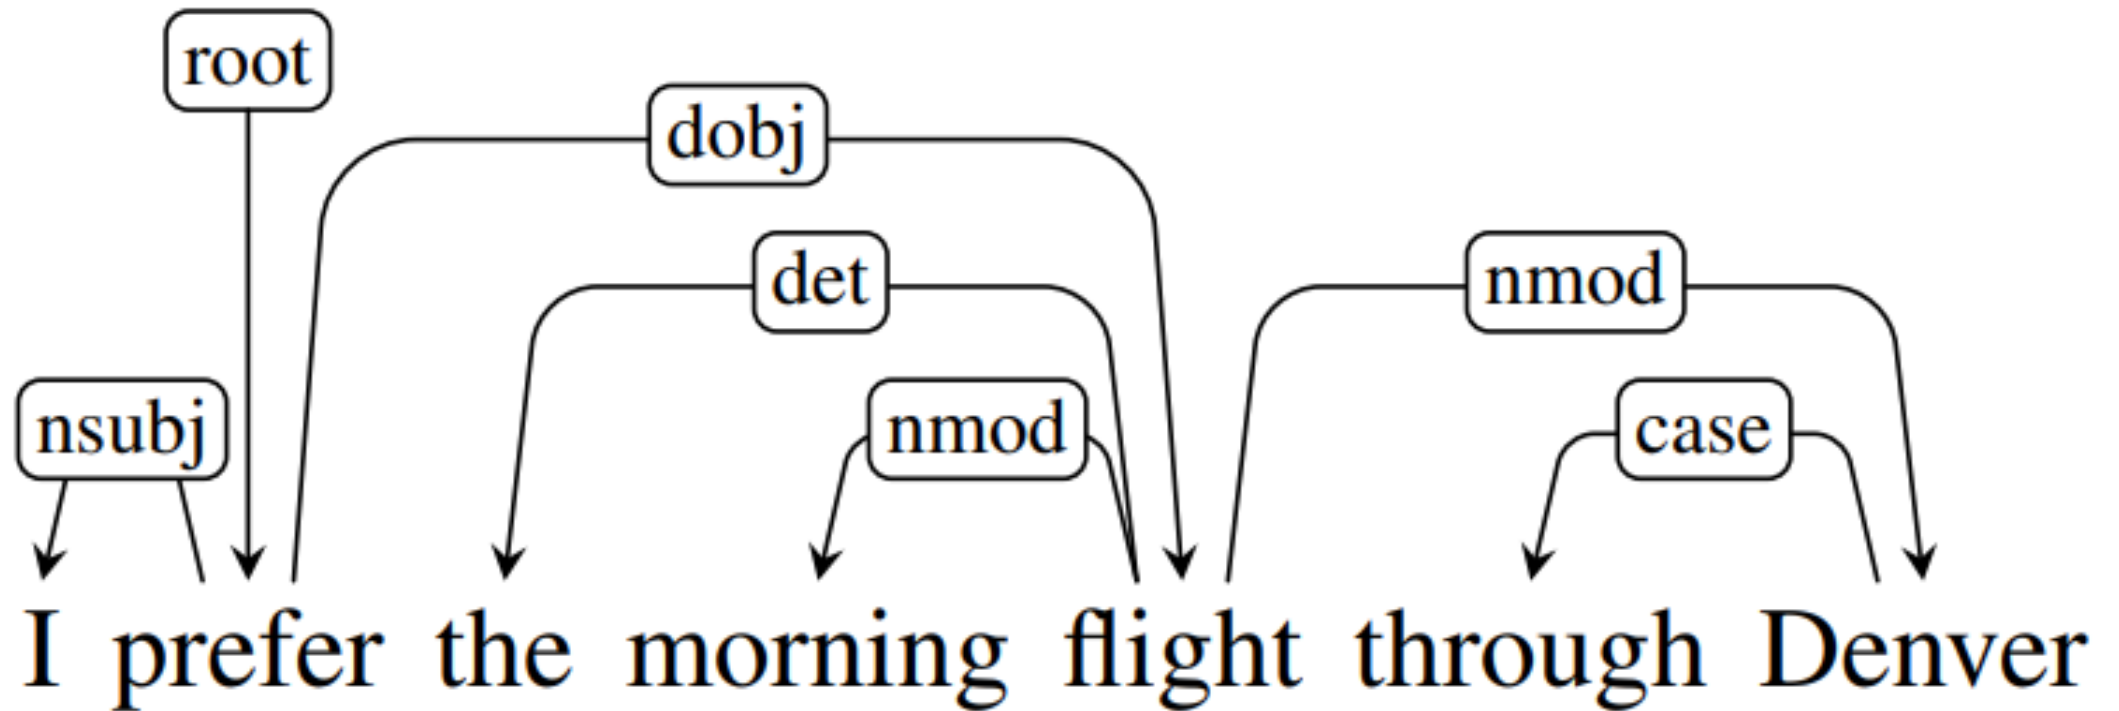 root
dobj
det nmod
nsubj nmod case
I prefer the morning flight through Denver